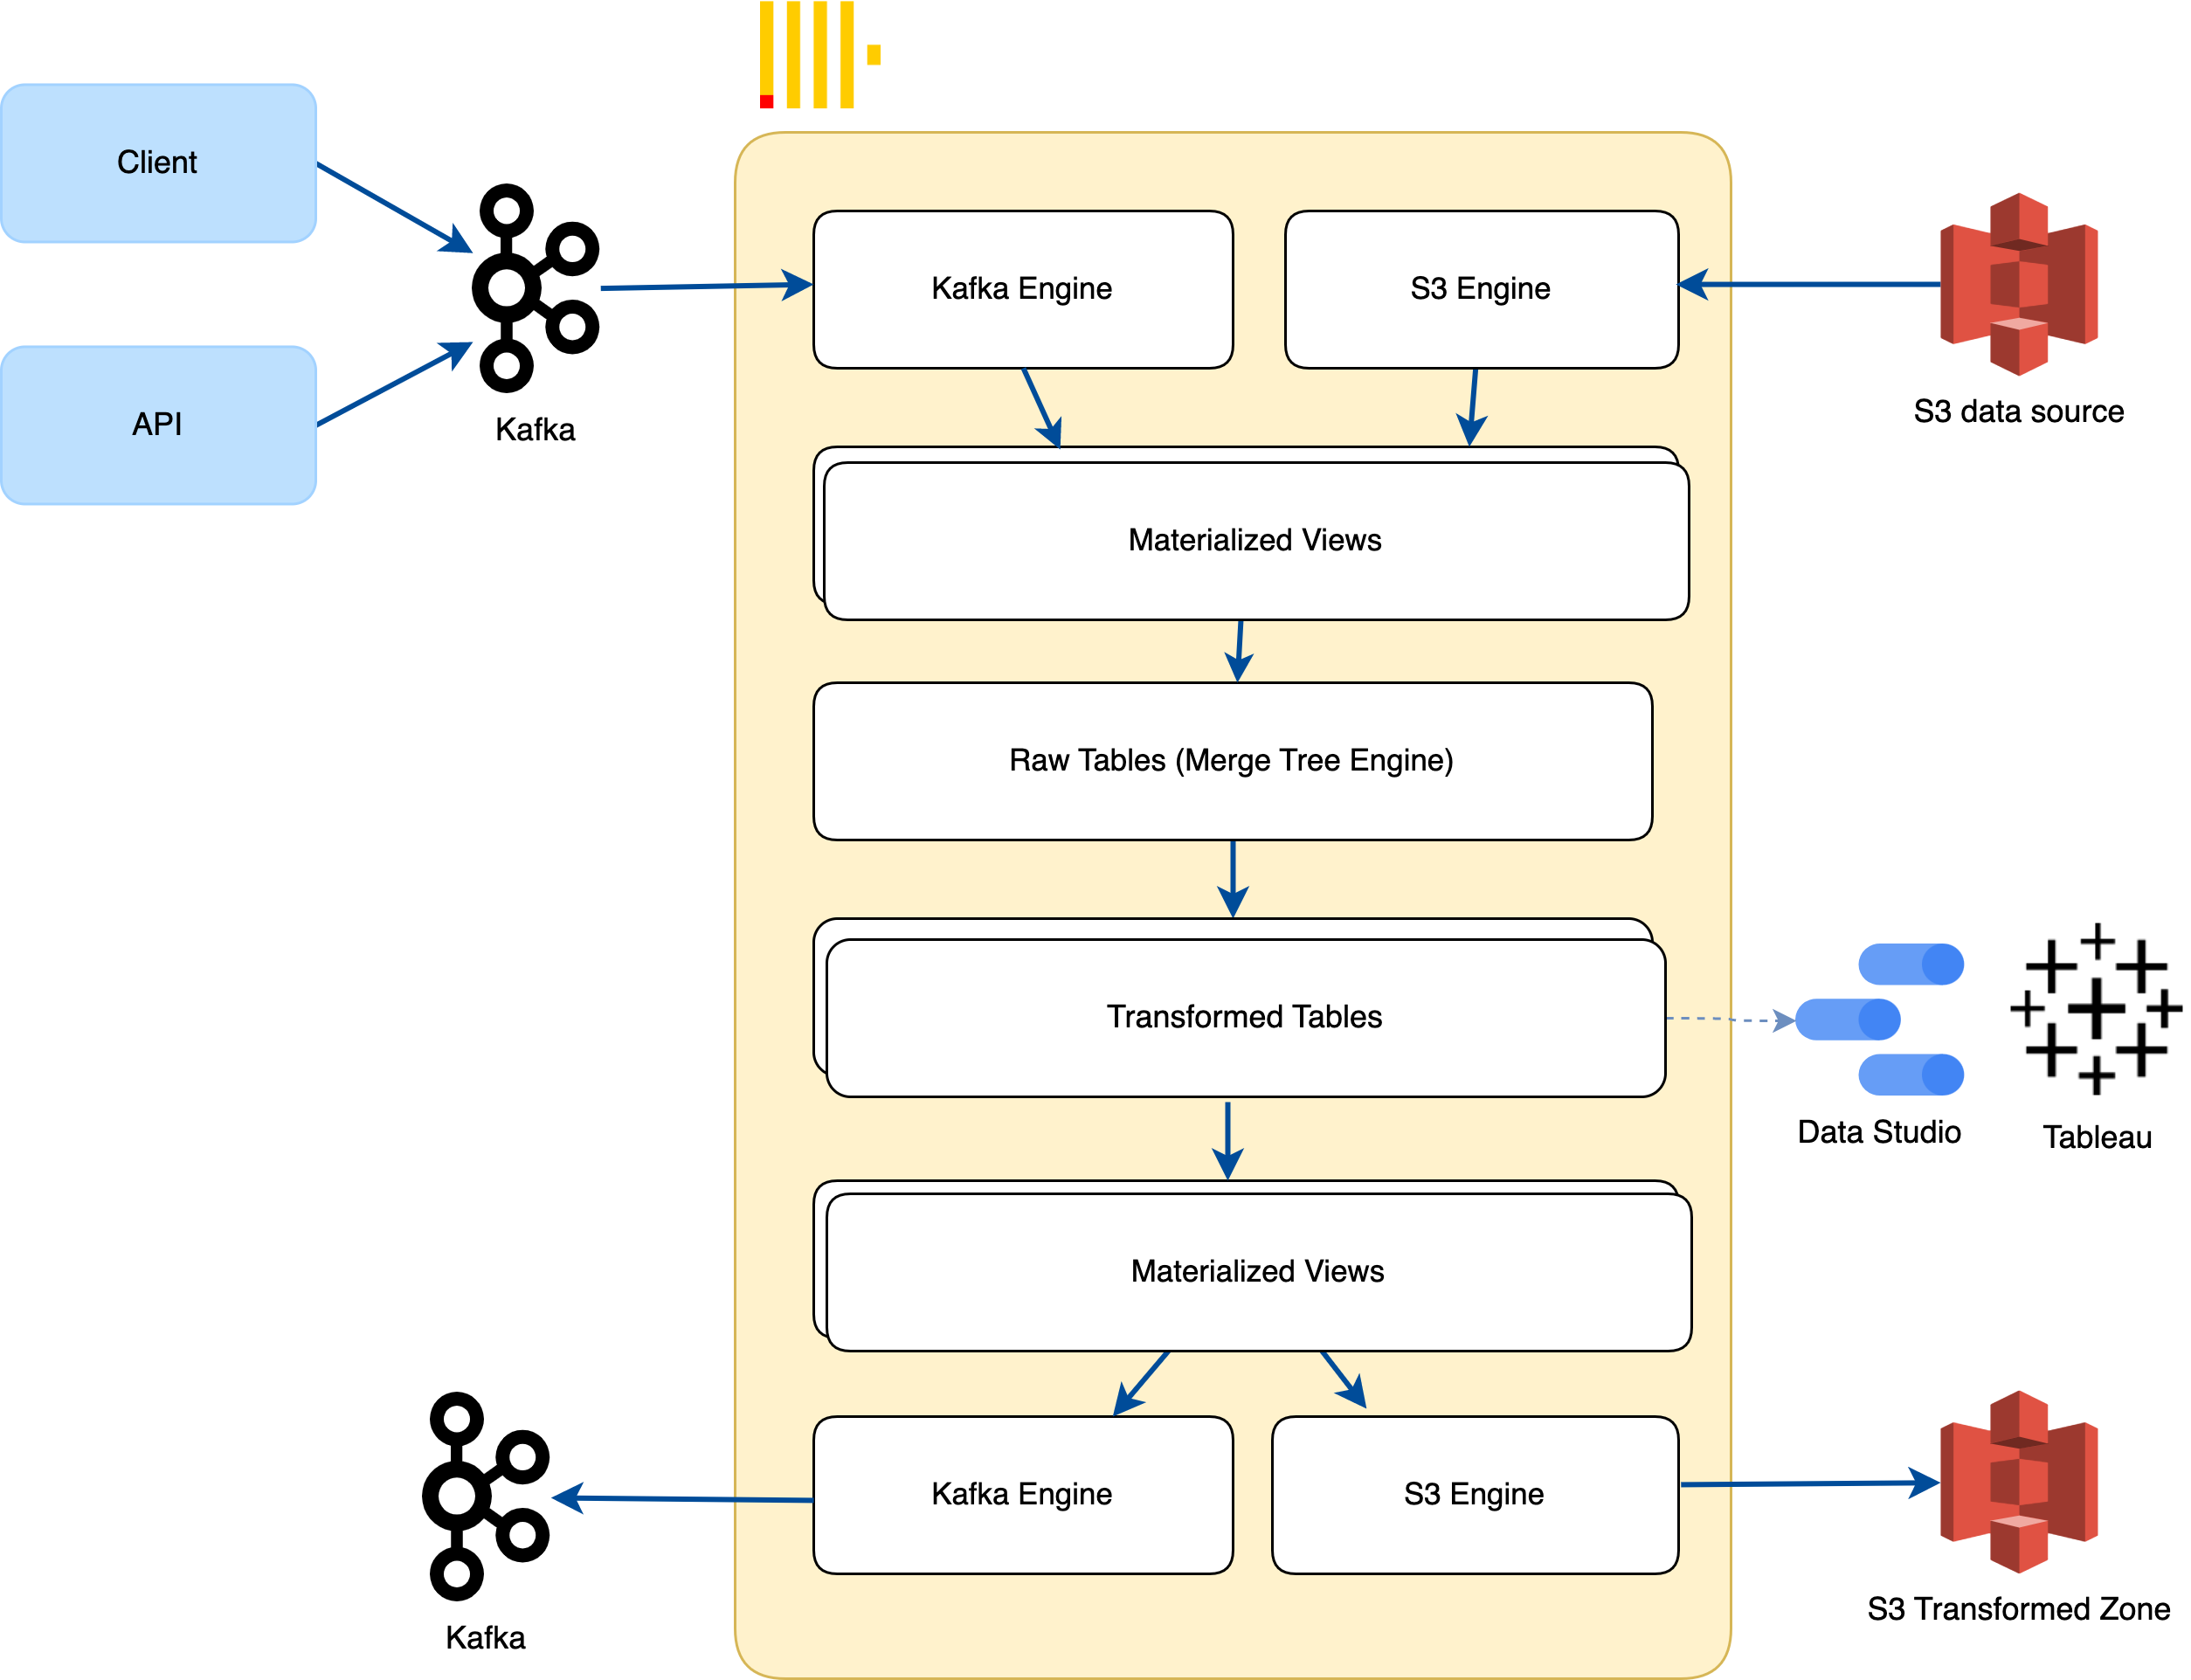 Client
API
Kafka
Kafka Engine
S3 Engine
S3 data source
Materialized Views
Raw Tables (Merge Tree Engine)
Transformed Tables
Data Studio
Tableau
Materialized Views
Kafka Engine
S3 Engine
Kafka
S3 Transformed Zone